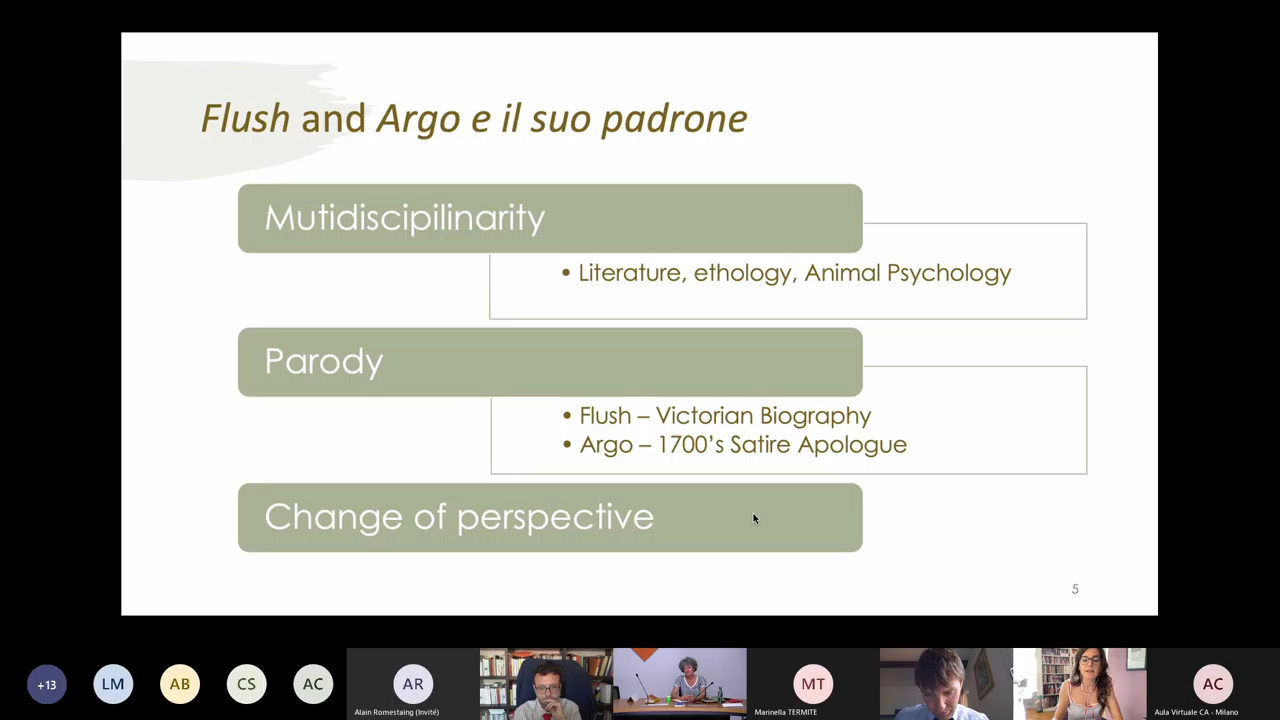 Flush and Argo e il suo padrone
Mutidiscipilinarity
• Literature, ethology, Animal Psychology
Parody
• Flush – Victorian Biography
• Argo – 1700’s Satire Apologue
Change of perspective
5
+13
LM
AB
CS
AC
AR
Alain Romestaing (Invité)
MT
Marinella TERMITE
AC
Aula Virtuale CA - Milano